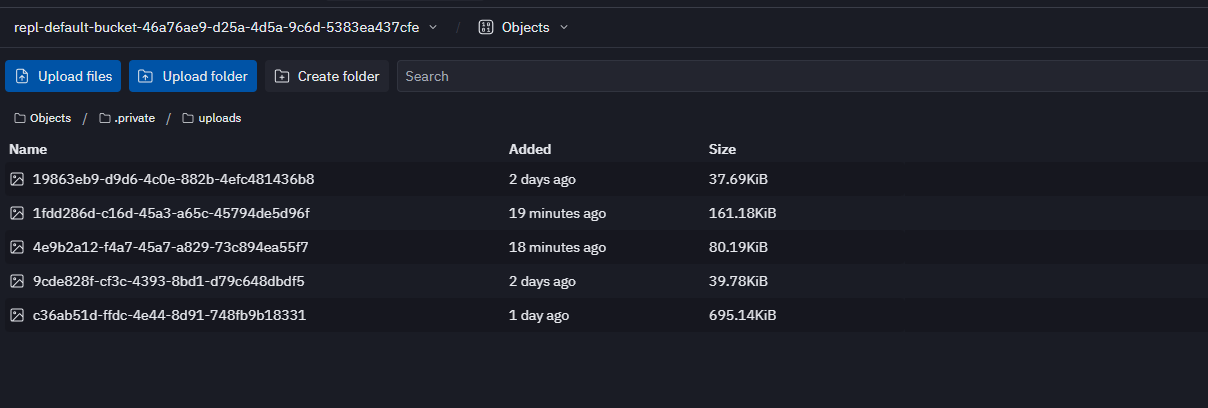 repl-default-bucket-46a76ae9-d25a-4d5a-9c6d-5383ea437cfe / Objects
Upload files Upload folder Create folder Search
Objects / .private / uploads
Name Added Size
19863eb9-d9d6-4c0e-882b-4efc481436b8 2 days ago 37.69KiB
1fdd286d-c16d-45a3-a65c-45794de5d96f 19 minutes ago 161.18KiB
4e9b2a12-f4a7-45a7-a829-73c894ea55f7 18 minutes ago 80.19KiB
9cde828f-cf3c-4393-8bd1-d79c648dbdf5 2 days ago 39.78KiB
c36ab51d-ffdc-4e44-8d91-748fb9b18331 1 day ago 695.14KiB